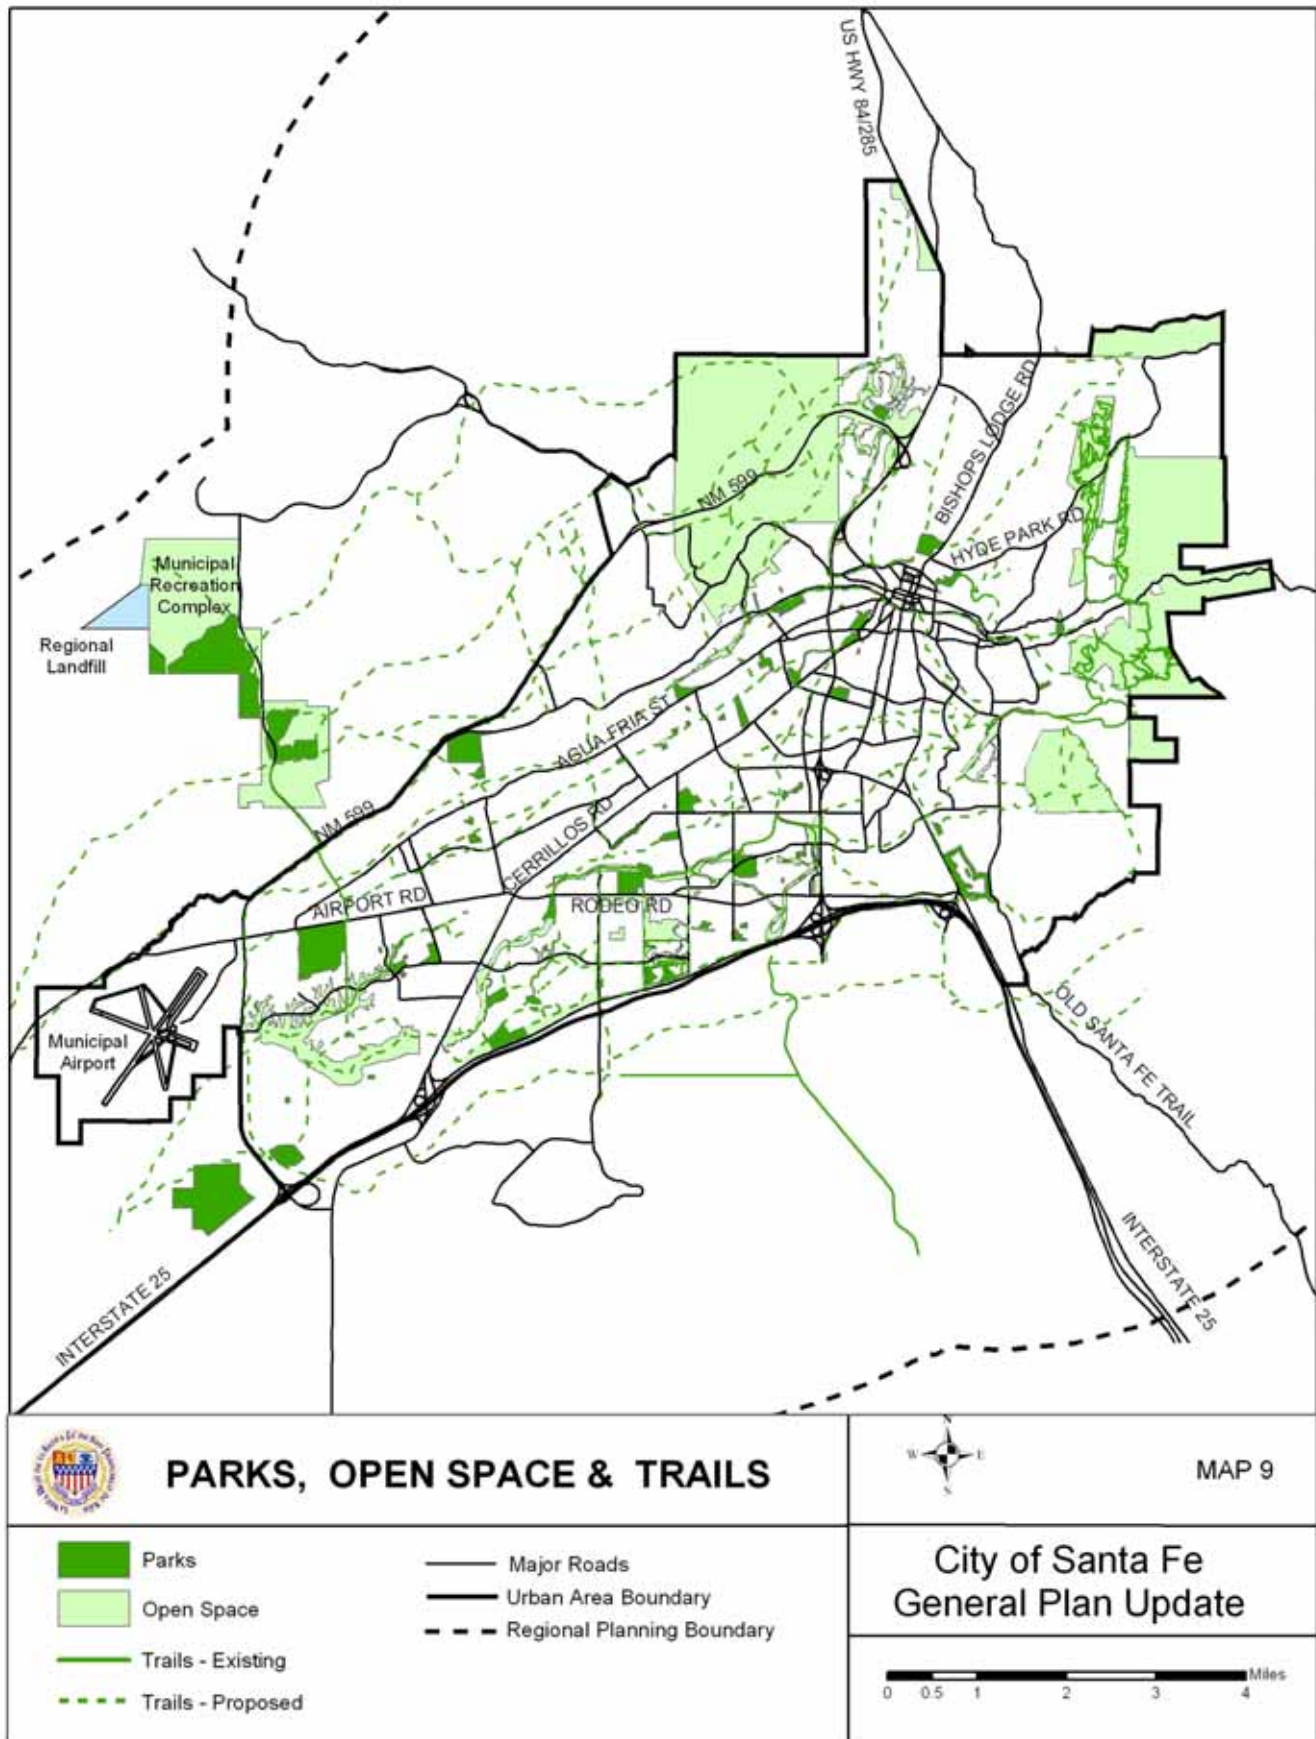 US HWY 84/285
BISHOPS LODGE RD
NM 599
HYDE PARK RD
Municipal
Recreation
Complex
Regional
Landfill
AGUA FRIA ST
NM 599
CERRILLOS RD
AIRPORT RD
RODEO RD
Municipal
Airport
OLD SANTA FE TRAIL
INTERSTATE 25
INTERSTATE 25
PARKS, OPEN SPACE & TRAILS
N
W E
S
MAP 9
Parks
Open Space
Trails - Existing
Trails - Proposed
Major Roads
Urban Area Boundary
Regional Planning Boundary
City of Santa Fe
General Plan Update
Miles
0 0.5 1 2 3 4